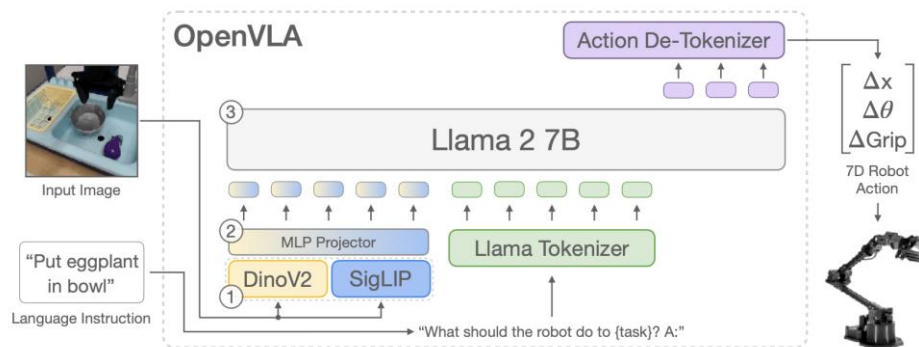 OpenVLA
Action De-Tokenizer
Δx
Δθ
ΔGrip
7D Robot
Action
Input Image
3
Llama 2 7B
2
MLP Projector
Llama Tokenizer
1
DinoV2
SigLIP
"Put eggplant
in bowl"
Language Instruction
"What should the robot do to {task}? A:"